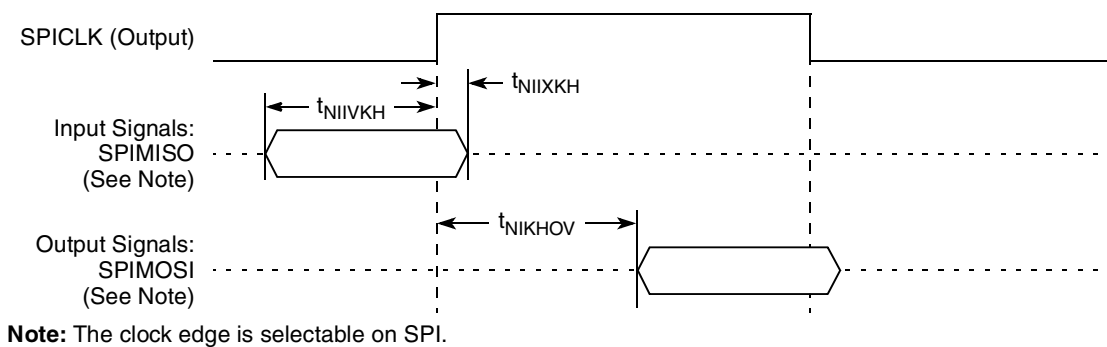 SPICLK (Output)
tNIIXKH
tNIIVKH
Input Signals:
SPIMISO
(See Note)
tNIKHOV
Output Signals:
SPIMOSI
(See Note)
Note: The clock edge is selectable on SPI.